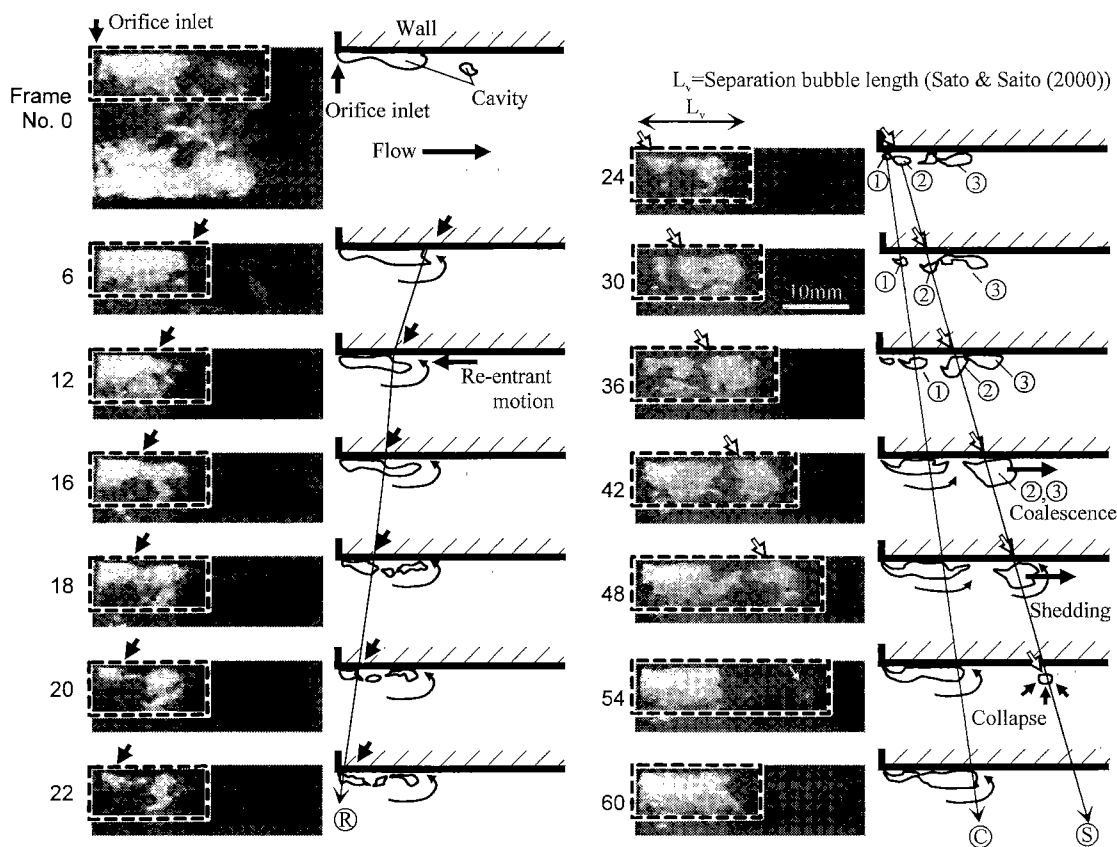 Orifice inlet
Wall
Cavity
Orifice inlet
Flow
Frame
No. 0
6
12
Re-entrant
motion
16
18
20
22
Ⓡ
Lᵥ=Separation bubble length (Sato & Saito (2000))
Lᵥ
24
① ② ③
30
10mm
① ② ③
36
① ② ③
42
②,③
Coalescence
48
Shedding
54
Collapse
60
Ⓒ Ⓢ